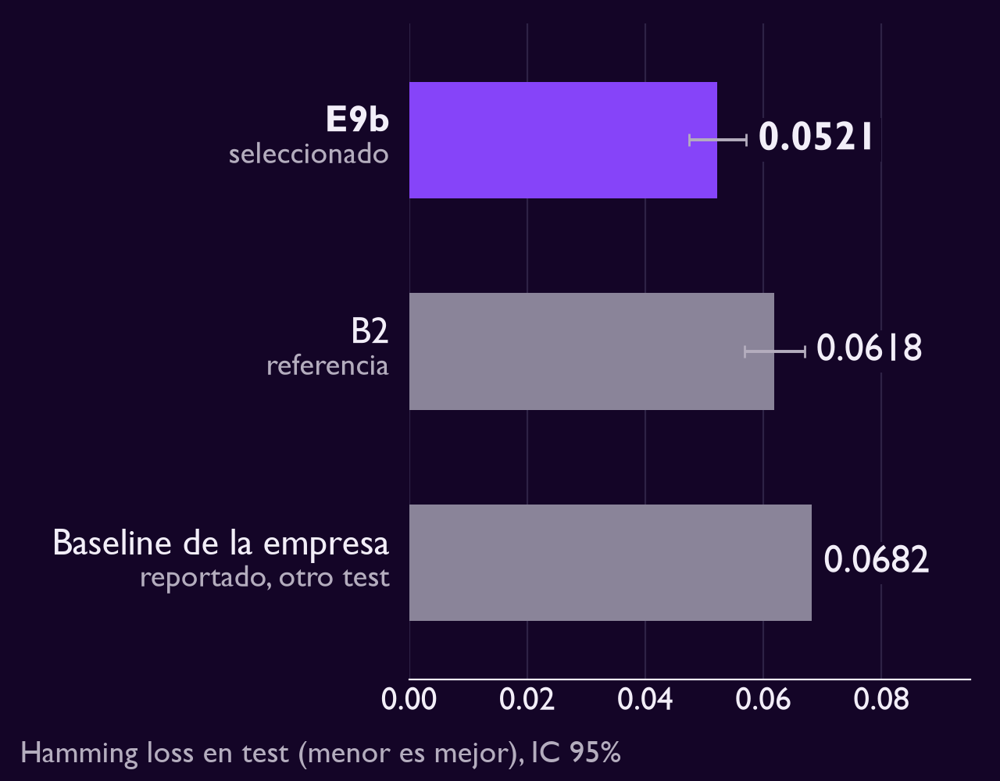 E9b
seleccionado
0.0521
B2
referencia
0.0618
Baseline de la empresa
reportado, otro test
0.0682
0.00 0.02 0.04 0.06 0.08
Hamming loss en test (menor es mejor), IC 95%